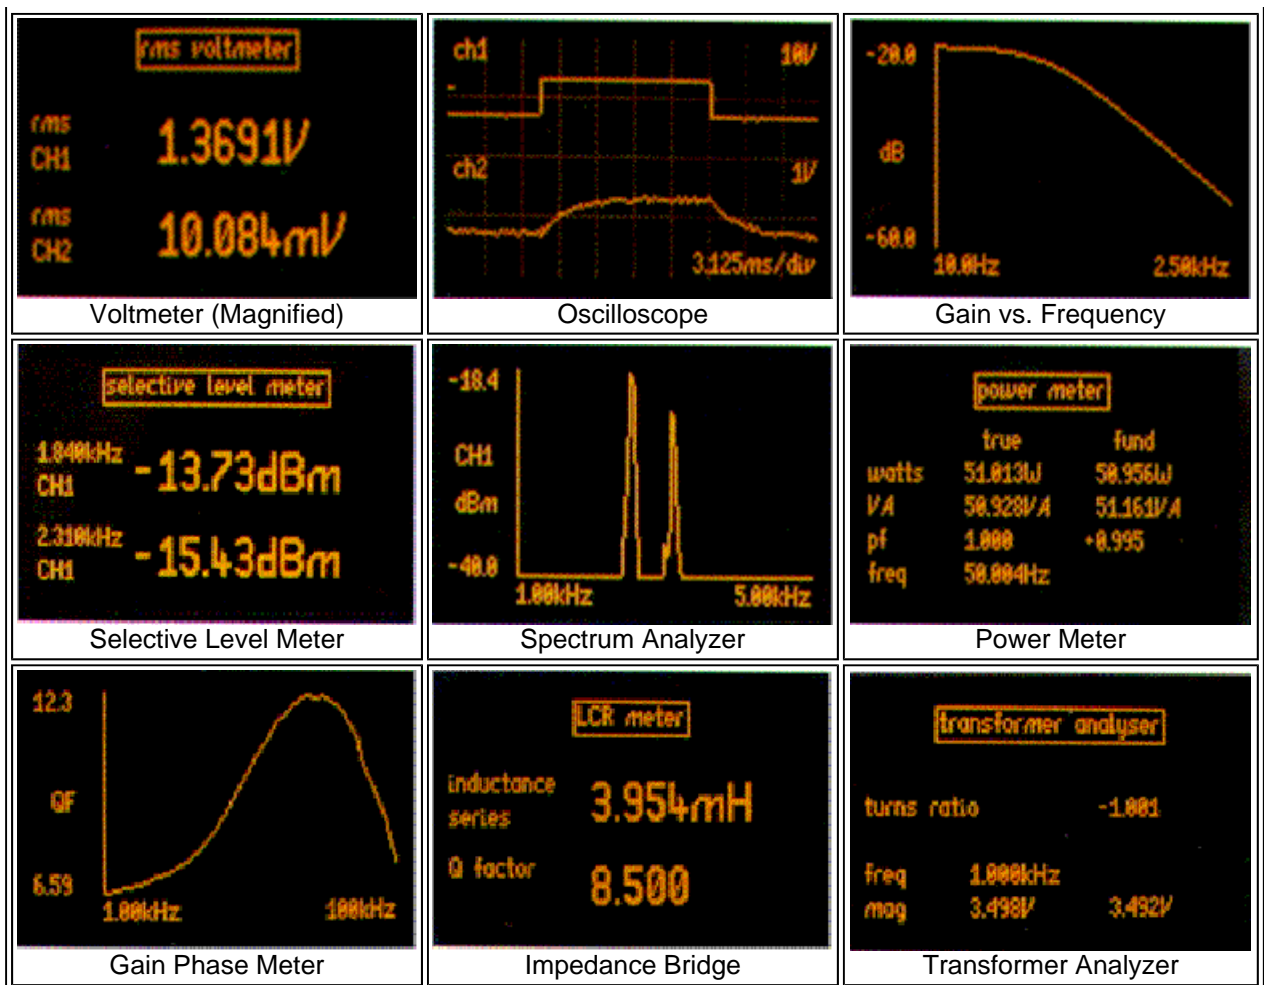 rms voltmeter
rms
CH1
1.3691V
rms
CH2
10.084mV
Voltmeter (Magnified)
ch1
10V
ch2
1V
3.125ms/div
Oscilloscope
-20.0
dB
-60.0
10.0Hz 2.50kHz
Gain vs. Frequency
selective level meter
1.840kHz
CH1
-13.73dBm
2.310kHz
CH1
-15.43dBm
Selective Level Meter
-18.4
CH1
dBm
-40.0
1.00kHz 5.00kHz
Spectrum Analyzer
power meter
true fund
watts 51.013W 50.956W
VA 50.928VA 51.161VA
pf 1.000 +0.995
freq 50.004Hz
Power Meter
12.3
QF
6.59
1.00kHz 100kHz
Gain Phase Meter
LCR meter
inductance
series
3.954mH
Q factor
8.500
Impedance Bridge
transformer analyser
turns ratio -1.001
freq 1.000kHz
mag 3.498V 3.492V
Transformer Analyzer